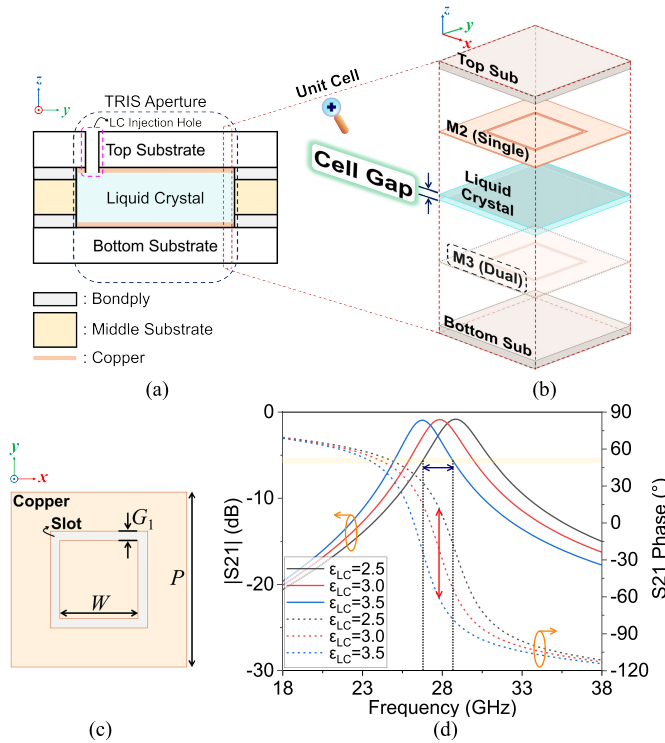 z
y
x
TRIS Aperture
LC Injection Hole
Top Substrate
Liquid Crystal
Bottom Substrate
: Bondply
: Middle Substrate
: Copper
(a)
z
y
x
Unit Cell
Cell Gap
Top Sub
M2 (Single)
Liquid
Crystal
M3 (Dual)
Bottom Sub
(b)
y
x
Copper
Slot
G1
W
P
(c)
(d)
0
-10
-20
-30
|S21| (dB)
90
60
30
0
-30
-60
-90
-120
S21 Phase (°)
εLC=2.5
εLC=3.0
εLC=3.5
εLC=2.5
εLC=3.0
εLC=3.5
18
23
28
33
38
Frequency (GHz)